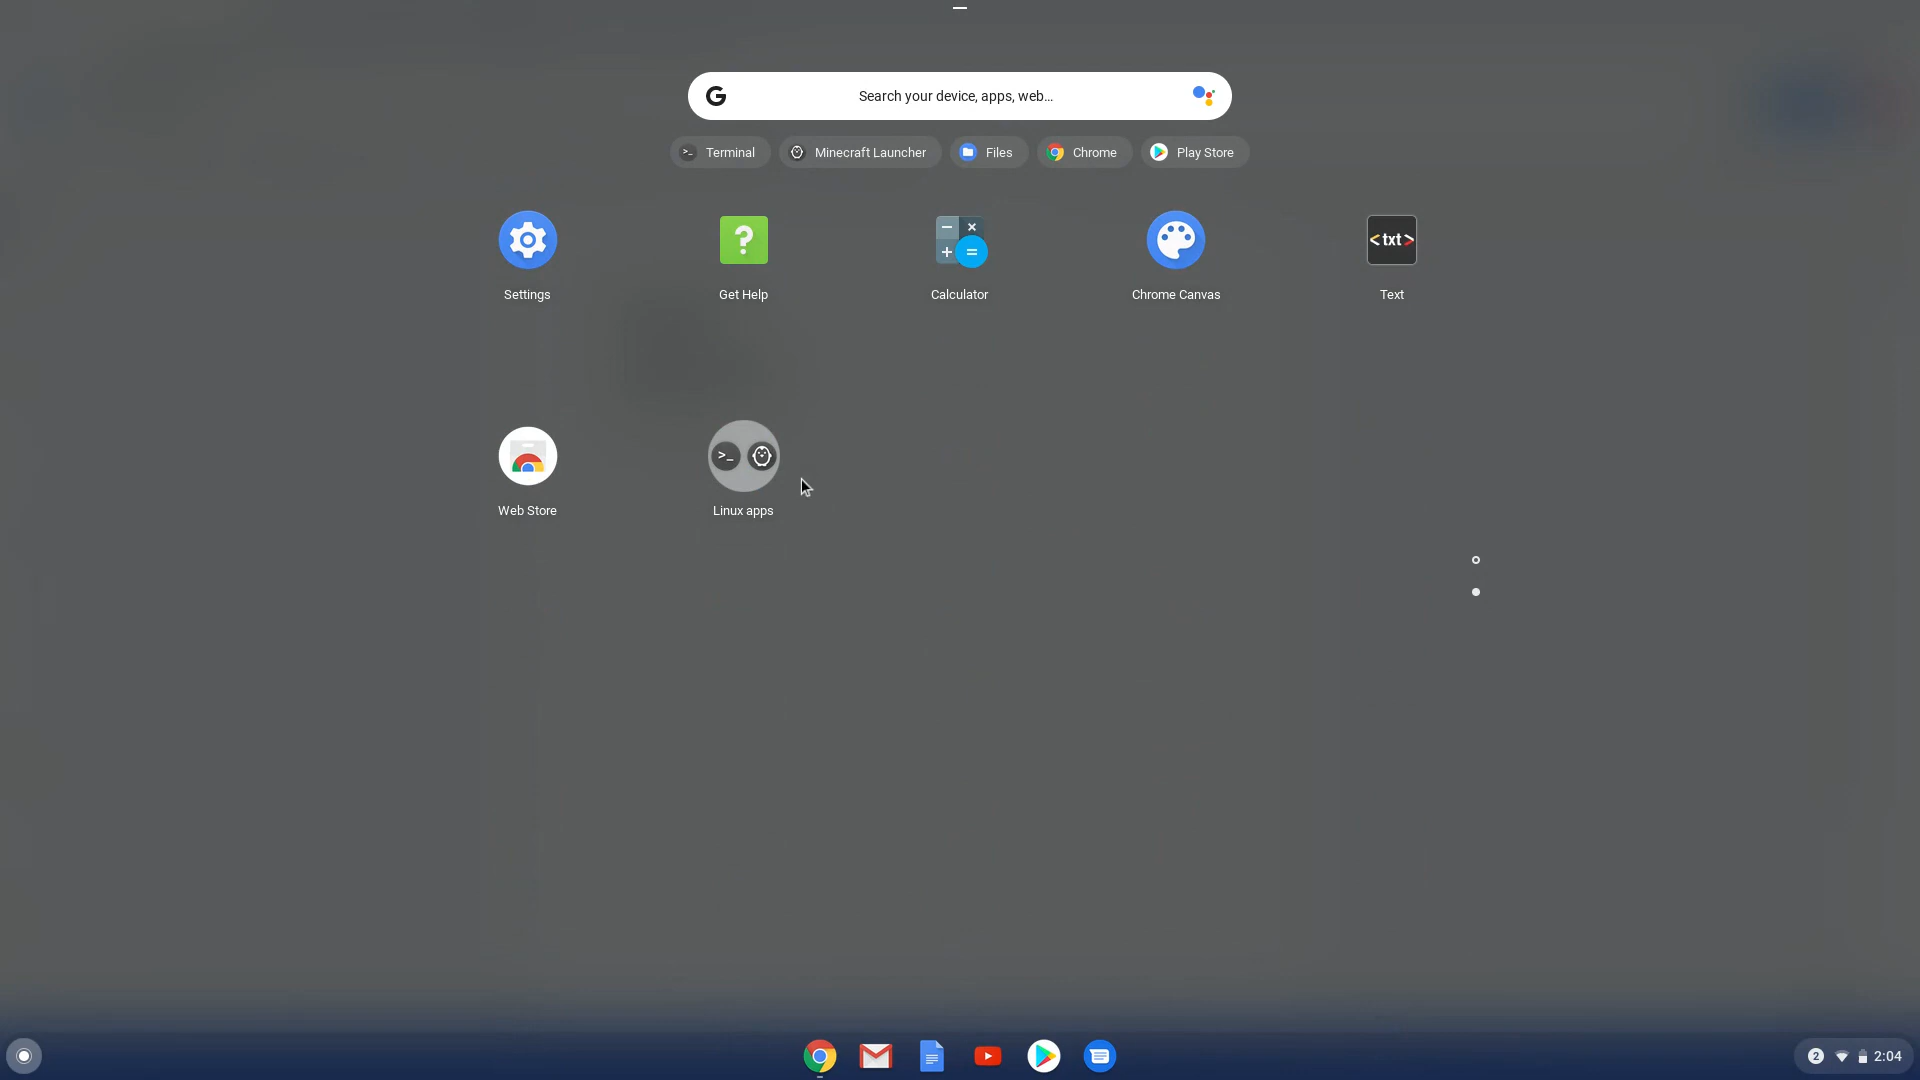 Search your device, apps, web...
>_ Terminal
Minecraft Launcher
Files
Chrome
Play Store
Settings
?
Get Help
− × + =
Calculator
Chrome Canvas
<txt>
Text
Web Store
>_
Linux apps
2 2:04